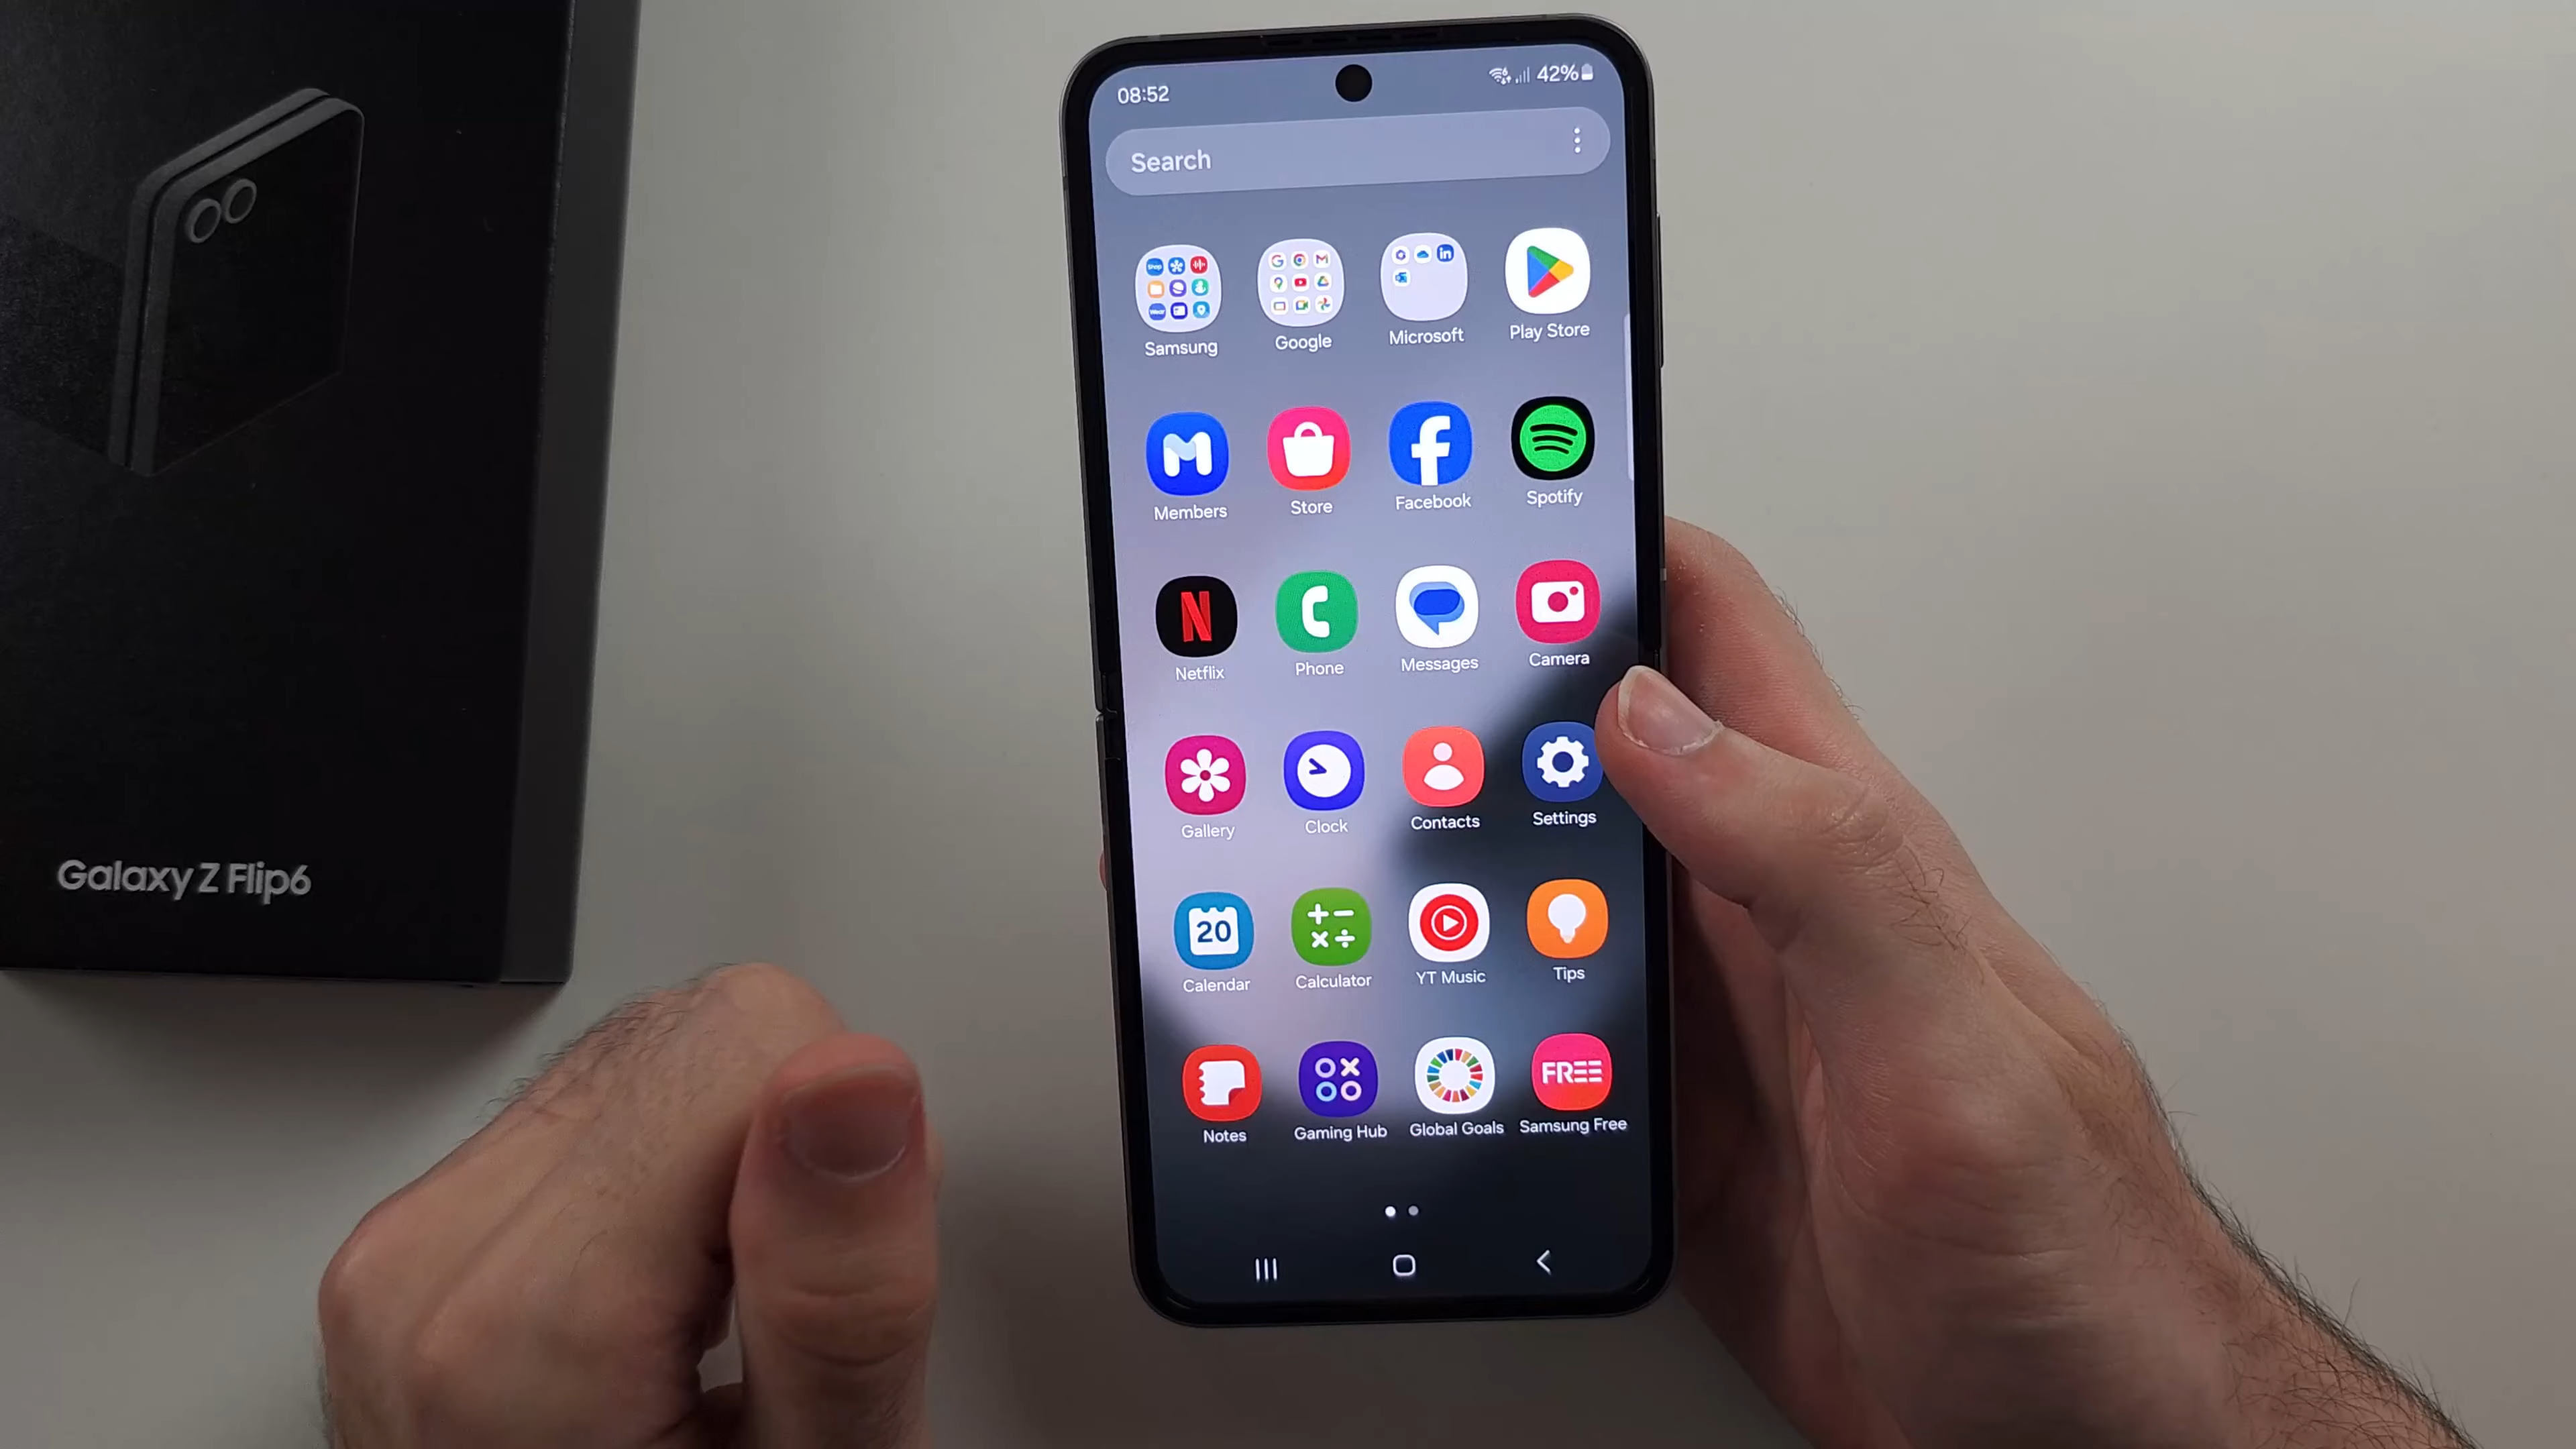 08:52
42%
Search
Samsung
Google
Microsoft
Play Store
Members
Store
Facebook
Spotify
Netflix
Phone
Messages
Camera
Gallery
Clock
Contacts
Settings
20
Calendar
Calculator
YT Music
Tips
FREE
Notes
Gaming Hub
Global Goals
Samsung Free
Galaxy Z Flip6